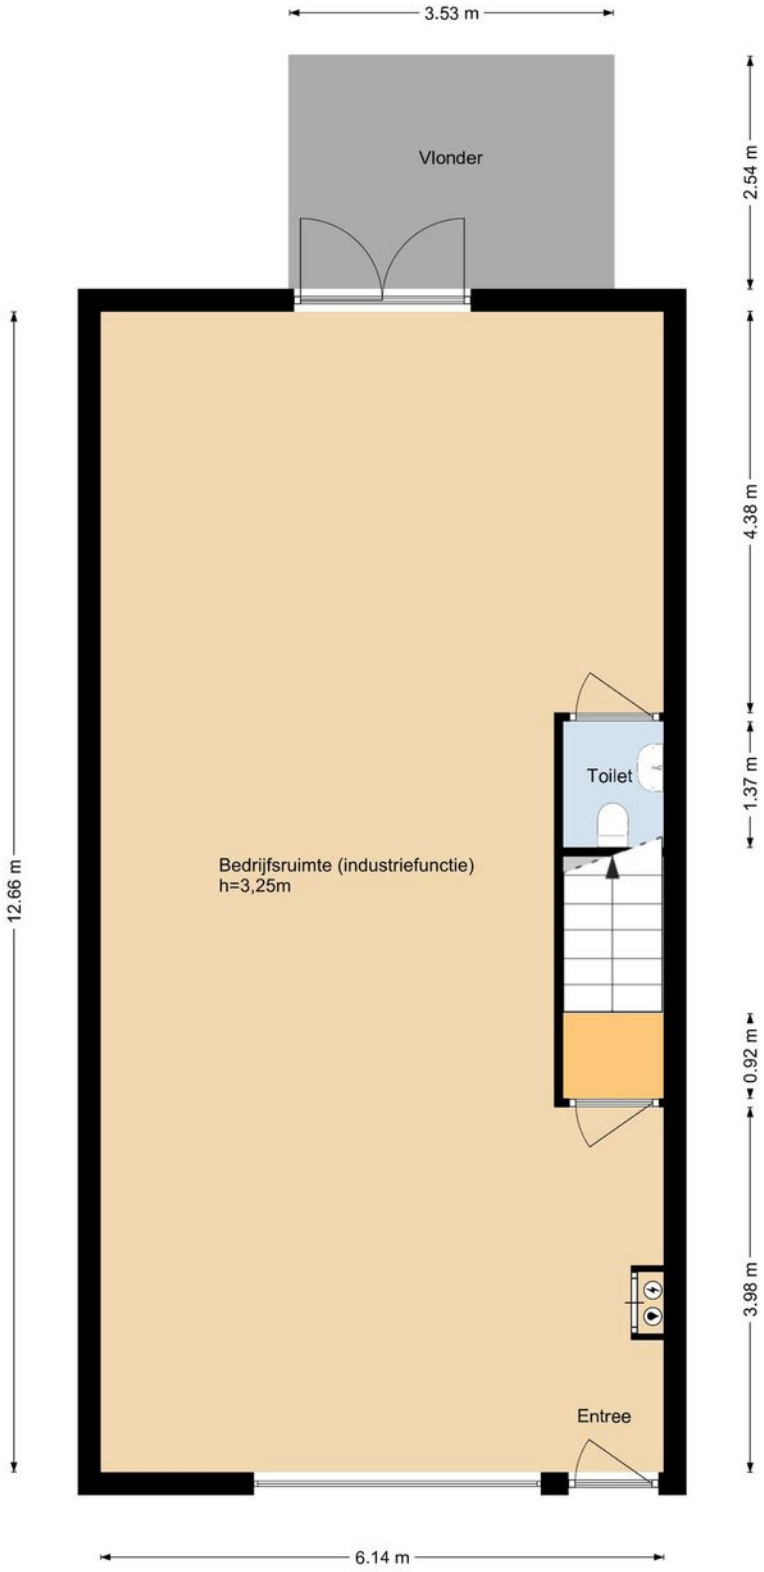 3.53 m
Vlonder
2.54 m
4.38 m
Toilet
1.37 m
Bedrijfsruimte (industriefunctie)
h=3,25m
12.66 m
0.92 m
3.98 m
Entree
6.14 m